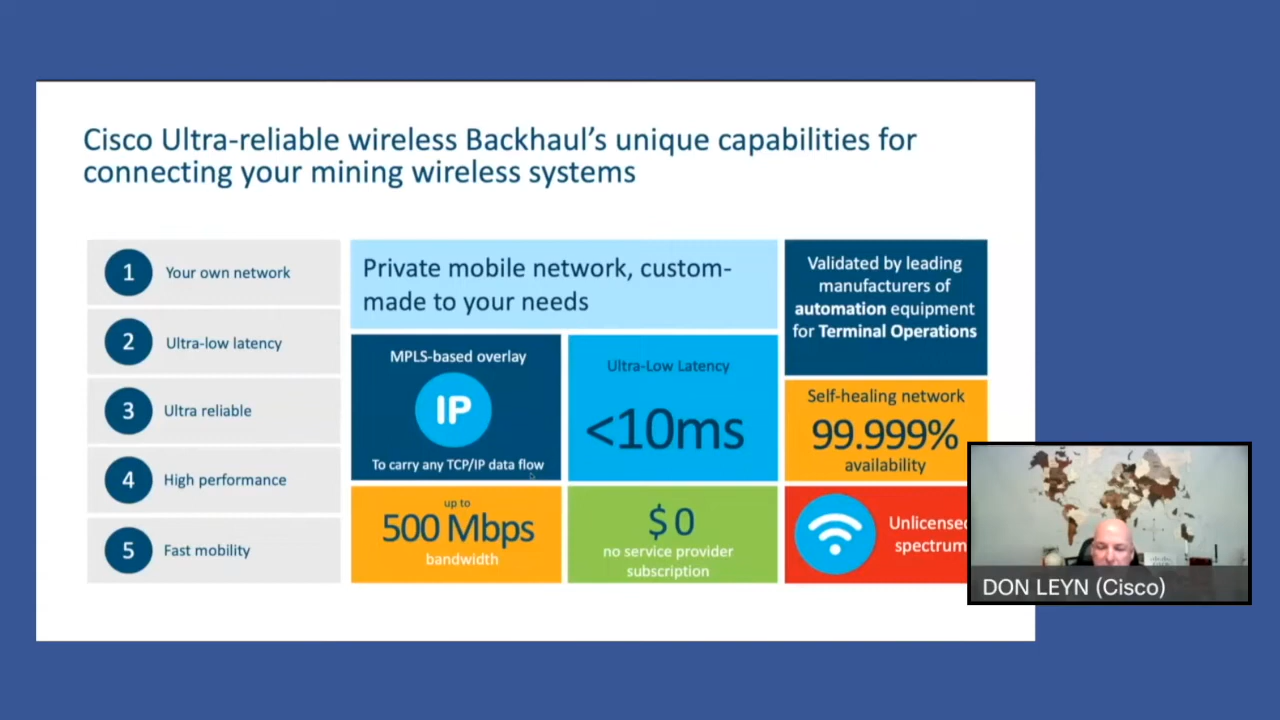 Cisco Ultra-reliable wireless Backhaul's unique capabilities for
connecting your mining wireless systems
1 Your own network
2 Ultra-low latency
3 Ultra reliable
4 High performance
5 Fast mobility
Private mobile network, custom-
made to your needs
MPLS-based overlay
IP
To carry any TCP/IP data flow
Ultra-Low Latency
<10ms
up to
500 Mbps
bandwidth
$0
no service provider
subscription
Validated by leading
manufacturers of
automation equipment
for Terminal Operations
Self-healing network
99.999%
availability
Unlicensed
spectrum
DON LEYN (Cisco)